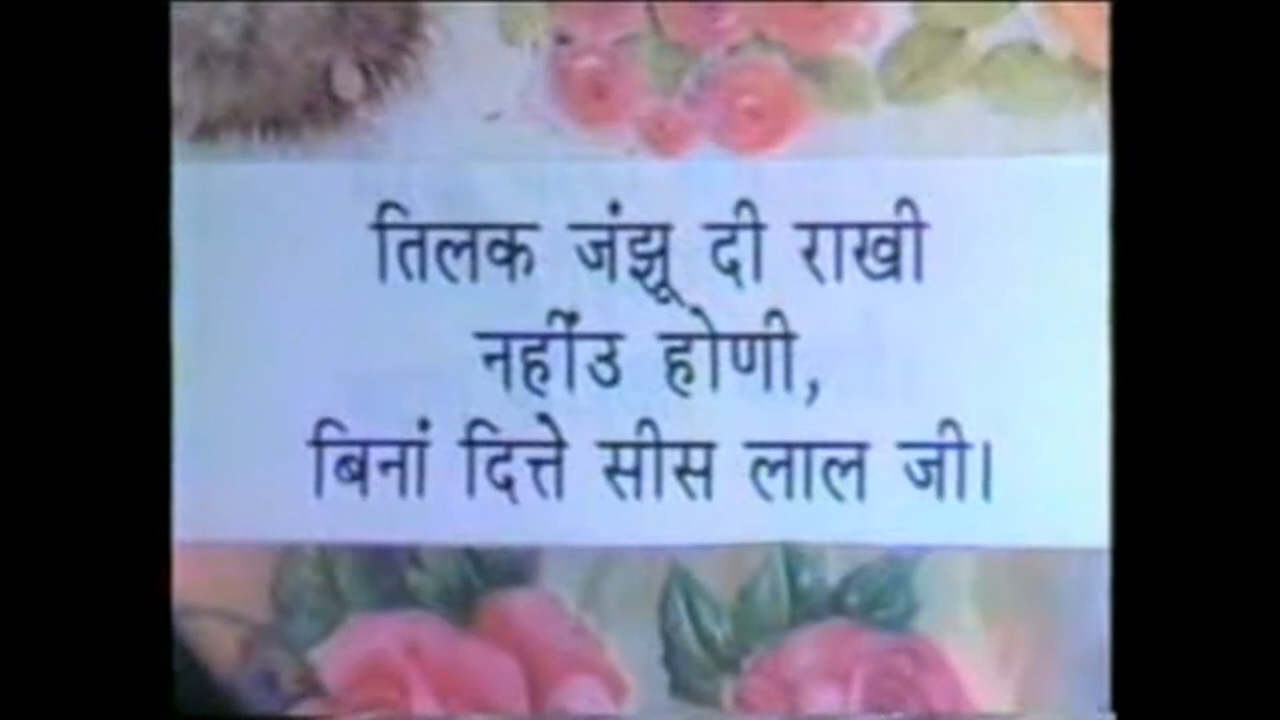 तिलक जंझू दी राखी
नहींउ होणी,
बिनां दित्ते सीस लाल जी।